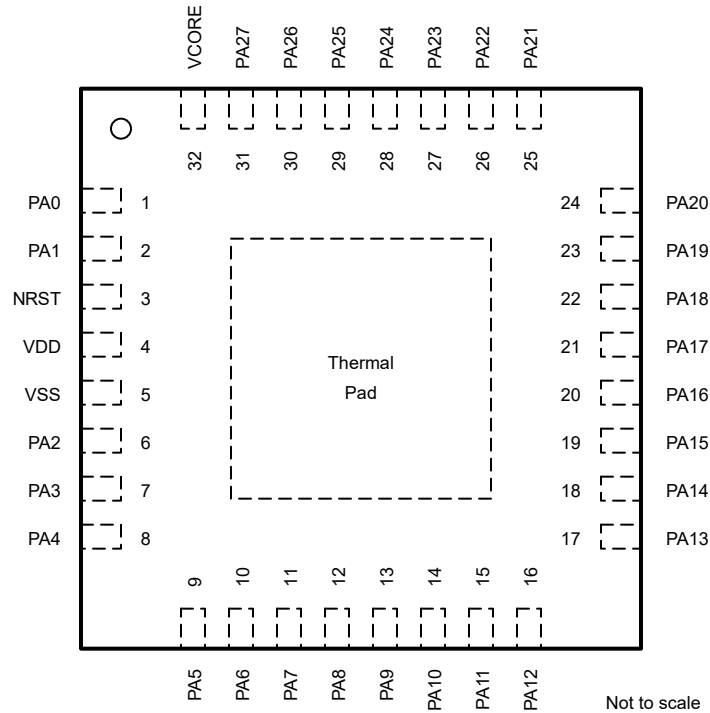 VCORE PA27 PA26 PA25 PA24 PA23 PA22 PA21
32 31 30 29 28 27 26 25
PA0 1 24 PA20
PA1 2 23 PA19
NRST 3 22 PA18
VDD 4 21 PA17
Thermal
VSS 5 20 PA16
Pad
PA2 6 19 PA15
PA3 7 18 PA14
PA4 8 17 PA13
9 10 11 12 13 14 15 16
PA5 PA6 PA7 PA8 PA9 PA10 PA11 PA12
Not to scale